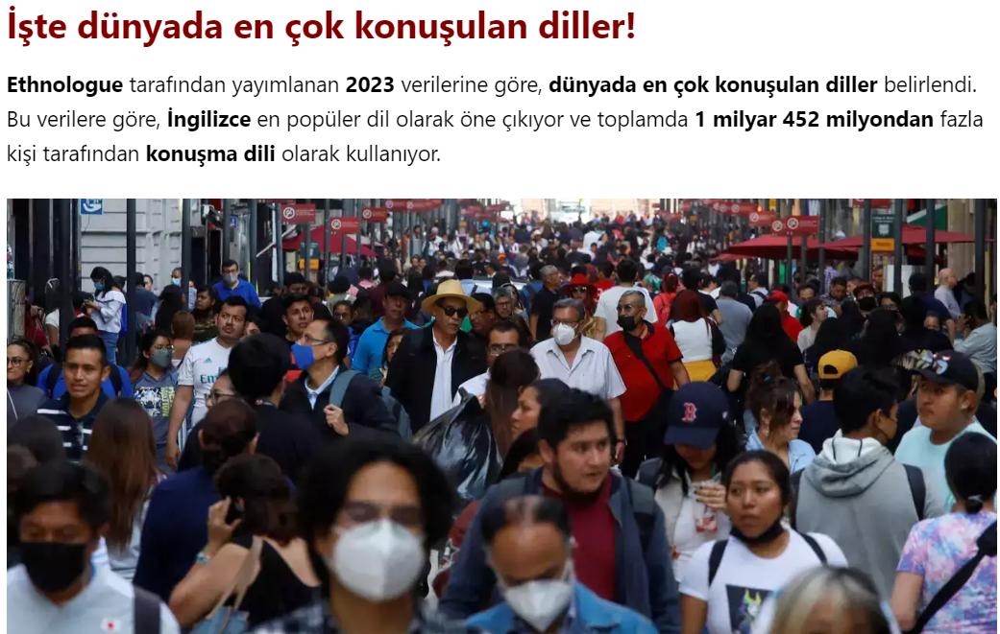 İşte dünyada en çok konuşulan diller!
Ethnologue tarafından yayımlanan 2023 verilerine göre, dünyada en çok konuşulan diller belirlendi.
Bu verilere göre, İngilizce en popüler dil olarak öne çıkıyor ve toplamda 1 milyar 452 milyondan fazla
kişi tarafından konuşma dili olarak kullanıyor.